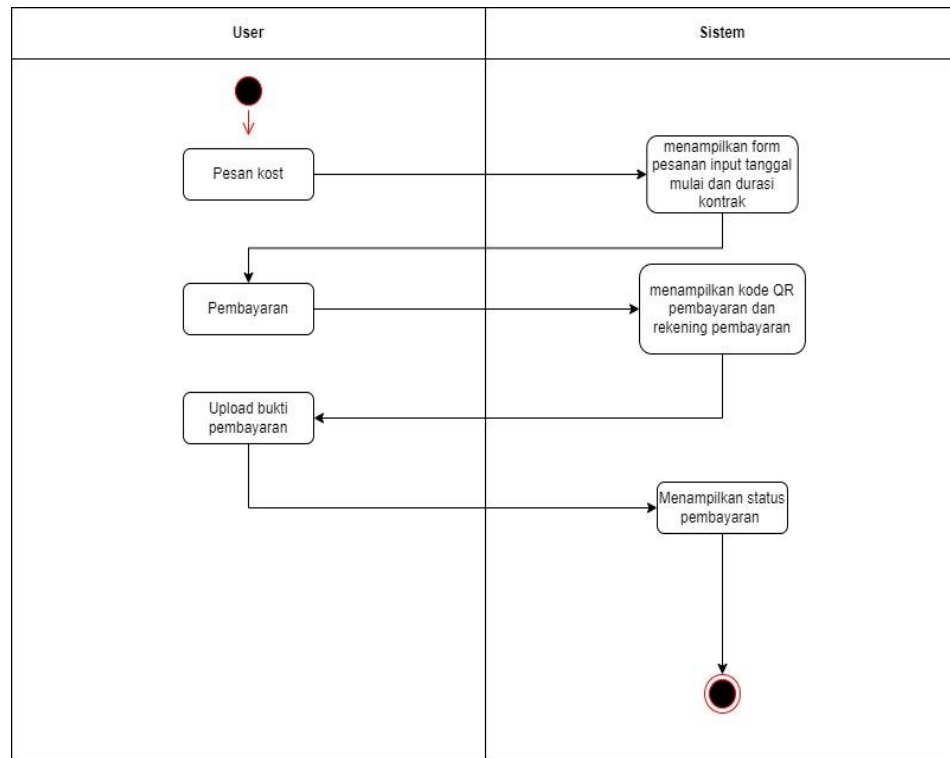 User
Sistem
Pesan kost
menampilkan form
pesanan input tanggal
mulai dan durasi
kontrak
Pembayaran
menampilkan kode QR
pembayaran dan
rekening pembayaran
Upload bukti
pembayaran
Menampilkan status
pembayaran